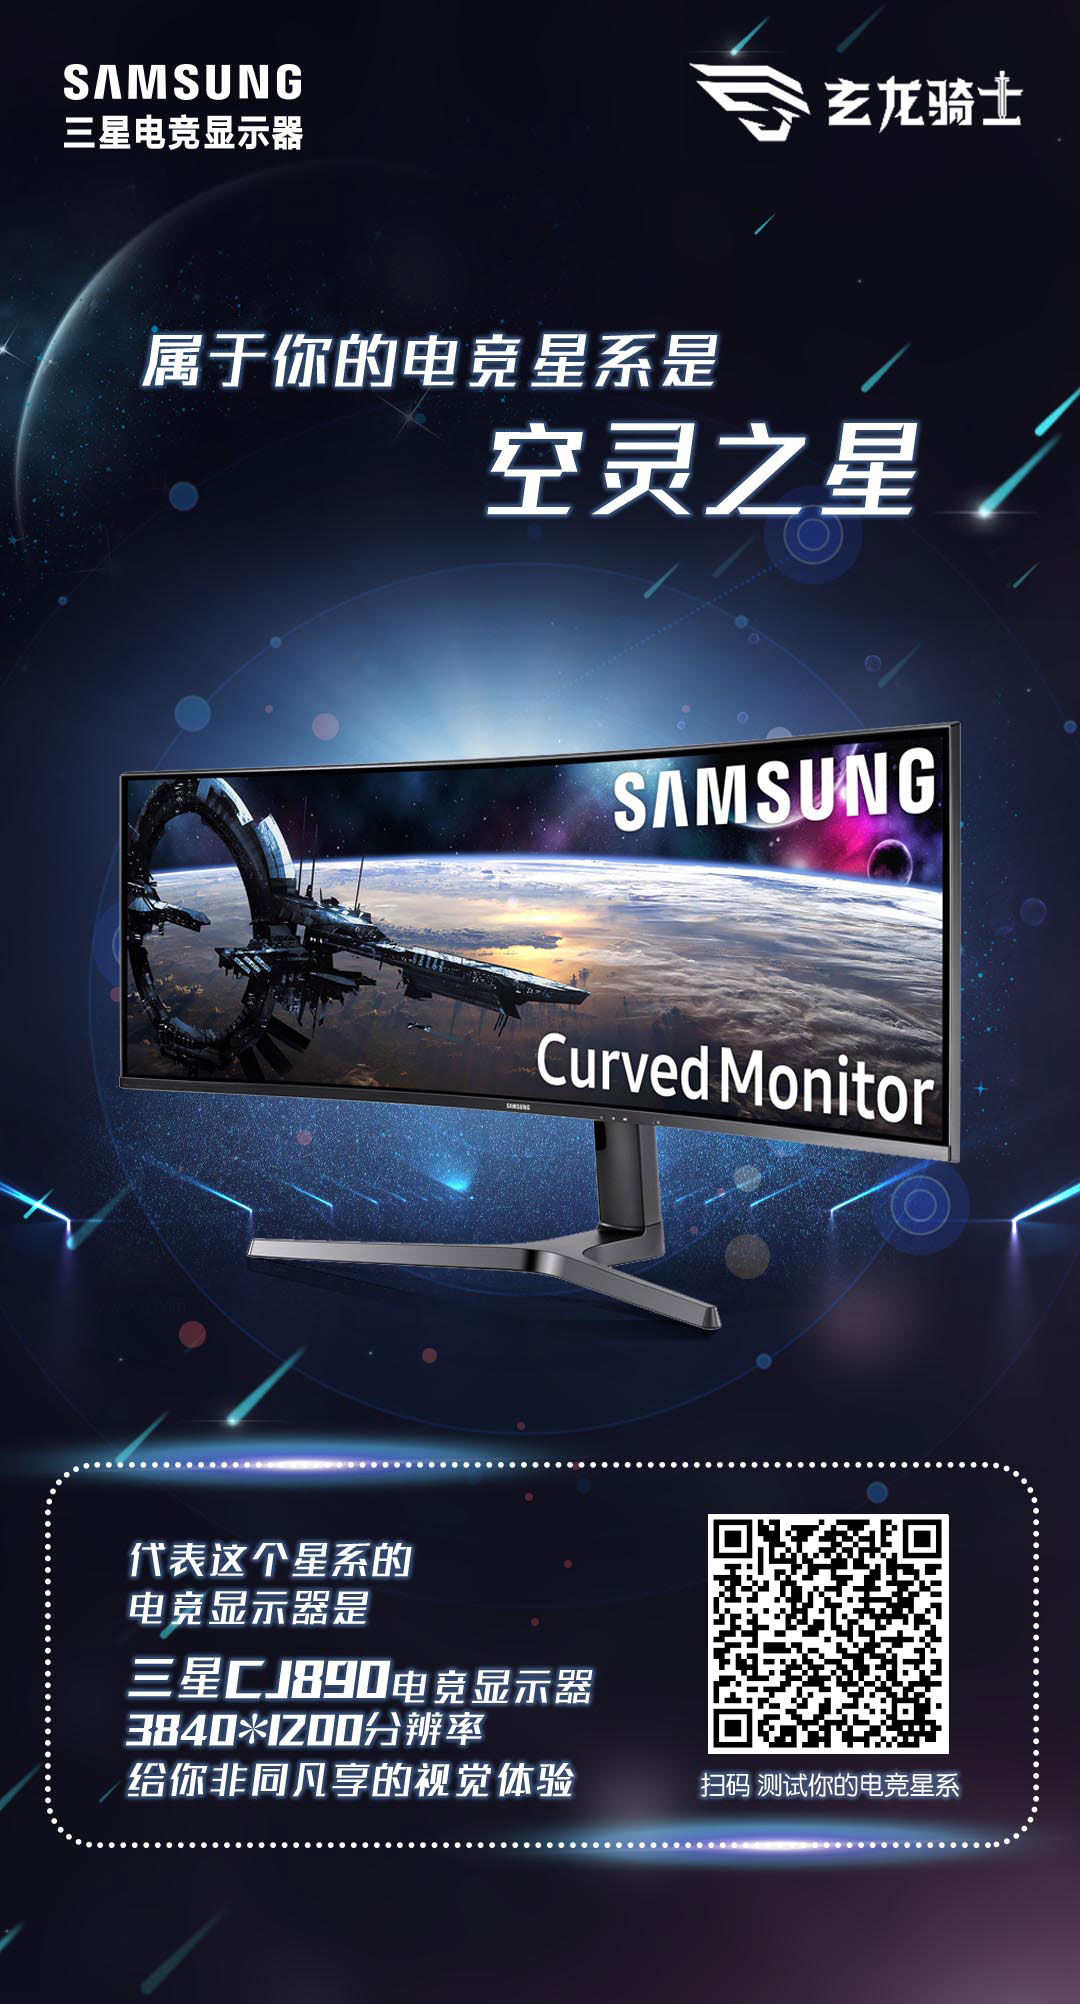 SAMSUNG
三星电竞显示器
玄龙骑士
属于你的电竞星系是
空灵之星
SAMSUNG
Curved Monitor
SAMSUNG
代表这个星系的
电竞显示器是
三星CJ890电竞显示器
3840*1200分辨率
给你非同凡享的视觉体验
扫码 测试你的电竞星系